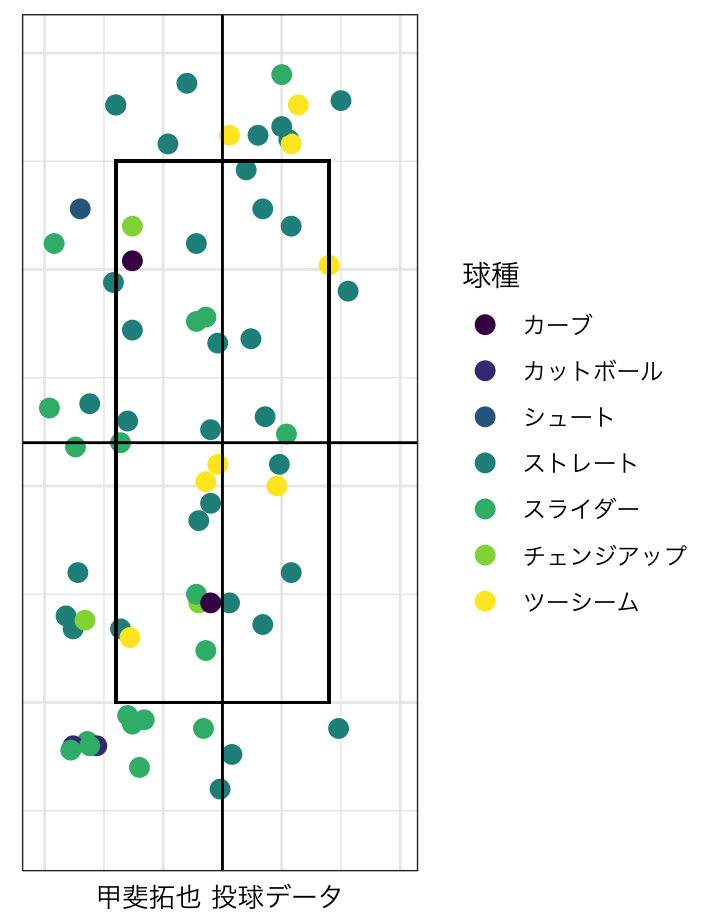 球種
カーブ
カットボール
シュート
ストレート
スライダー
チェンジアップ
ツーシーム
甲斐拓也 投球データ